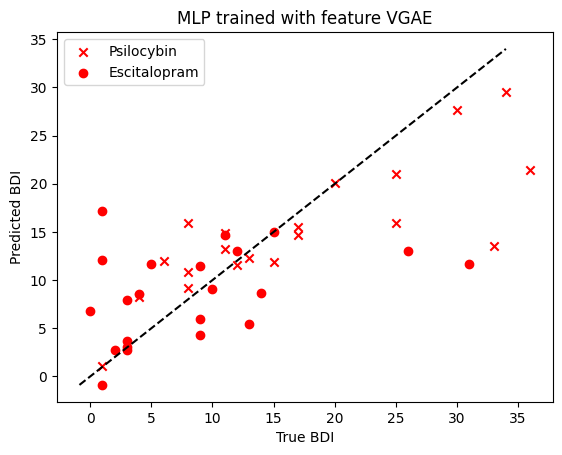 MLP trained with feature VGAE
Psilocybin
Escitalopram
Predicted BDI
35
30
25
20
15
10
5
0
0 5 10 15 20 25 30 35
True BDI